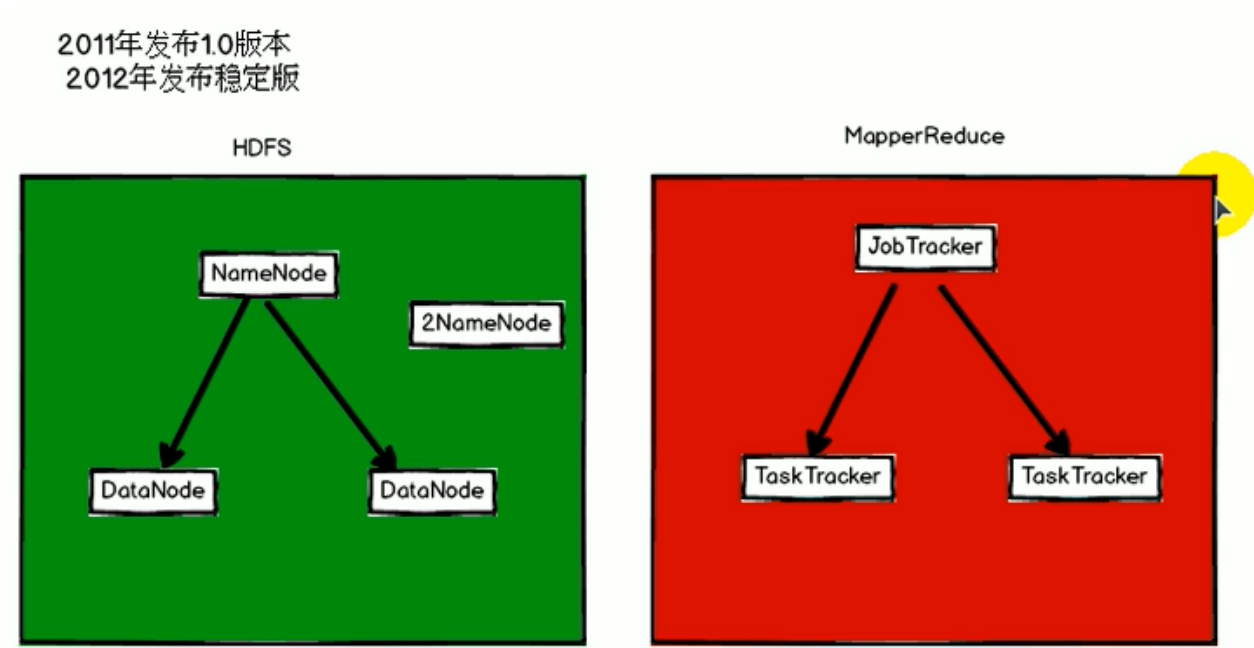 2011年发布1.0版本
2012年发布稳定版
HDFS
MapperReduce
NameNode
2NameNode
DataNode
DataNode
JobTracker
TaskTracker
TaskTracker